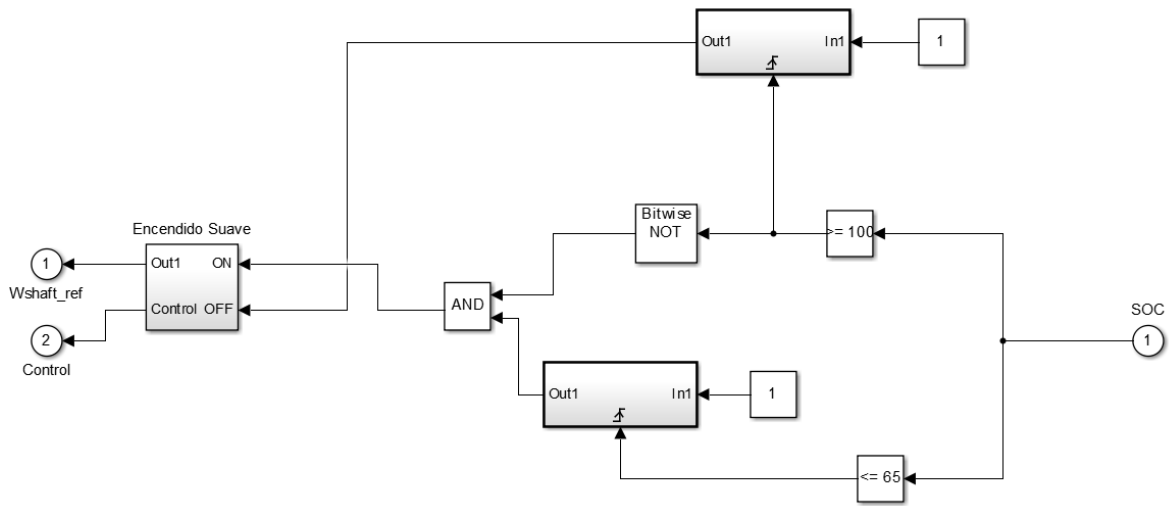 Out1 In1
1
Bitwise
NOT
>= 100
Encendido Suave
Out1 ON
Control OFF
1
Wshaft_ref
2
Control
AND
SOC
1
Out1 In1
1
<= 65